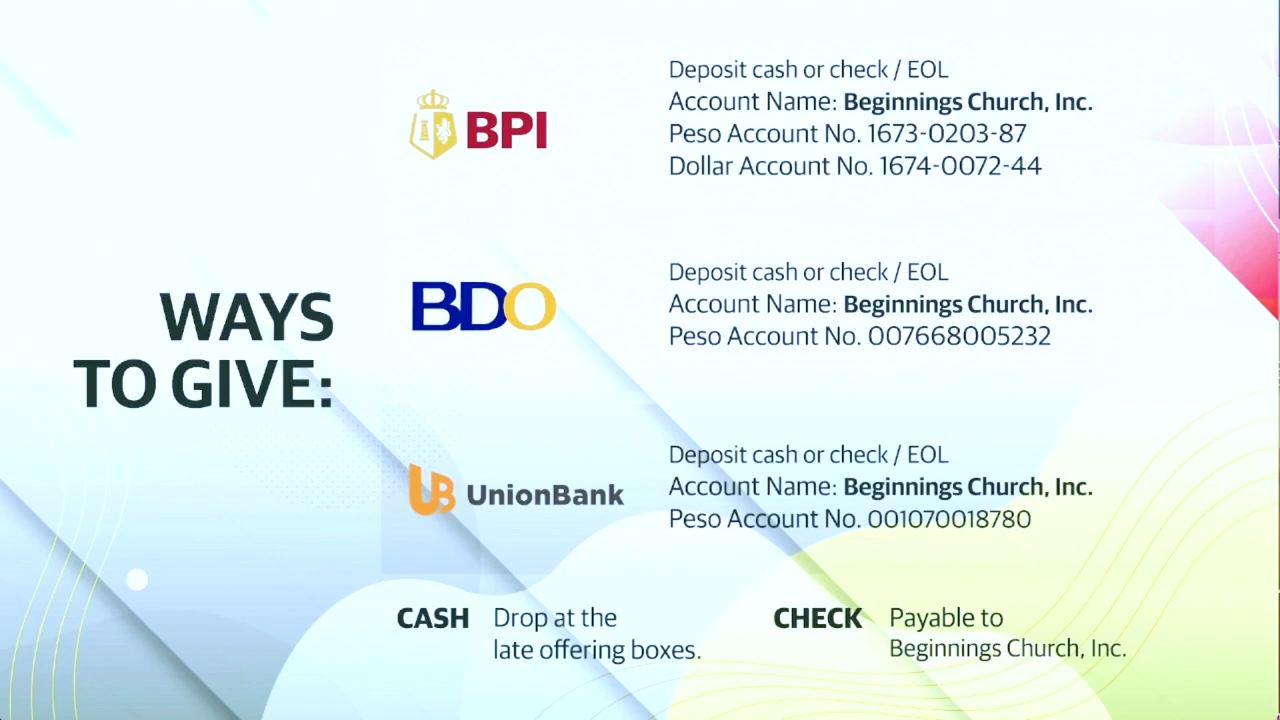 WAYS
TO GIVE:
BPI
Deposit cash or check / EOL
Account Name: Beginnings Church, Inc.
Peso Account No. 1673-0203-87
Dollar Account No. 1674-0072-44
BDO
Deposit cash or check / EOL
Account Name: Beginnings Church, Inc.
Peso Account No. 007668005232
UB UnionBank
Deposit cash or check / EOL
Account Name: Beginnings Church, Inc.
Peso Account No. 001070018780
CASH
Drop at the
late offering boxes.
CHECK
Payable to
Beginnings Church, Inc.